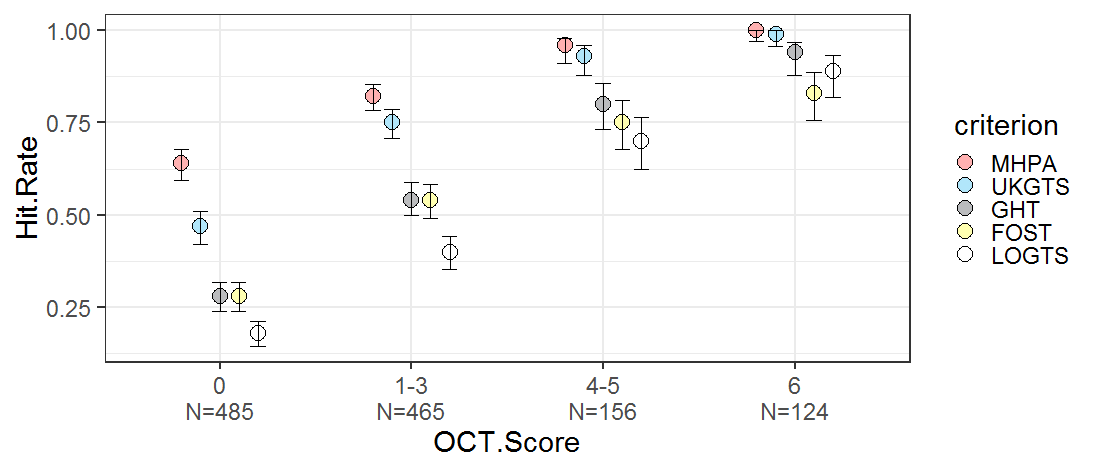 Hit.Rate
1.00
0.75
0.50
0.25
0
1-3
4-5
6
N=485
N=465
N=156
N=124
OCT.Score
criterion
MHPA
UKGTS
GHT
FOST
LOGTS